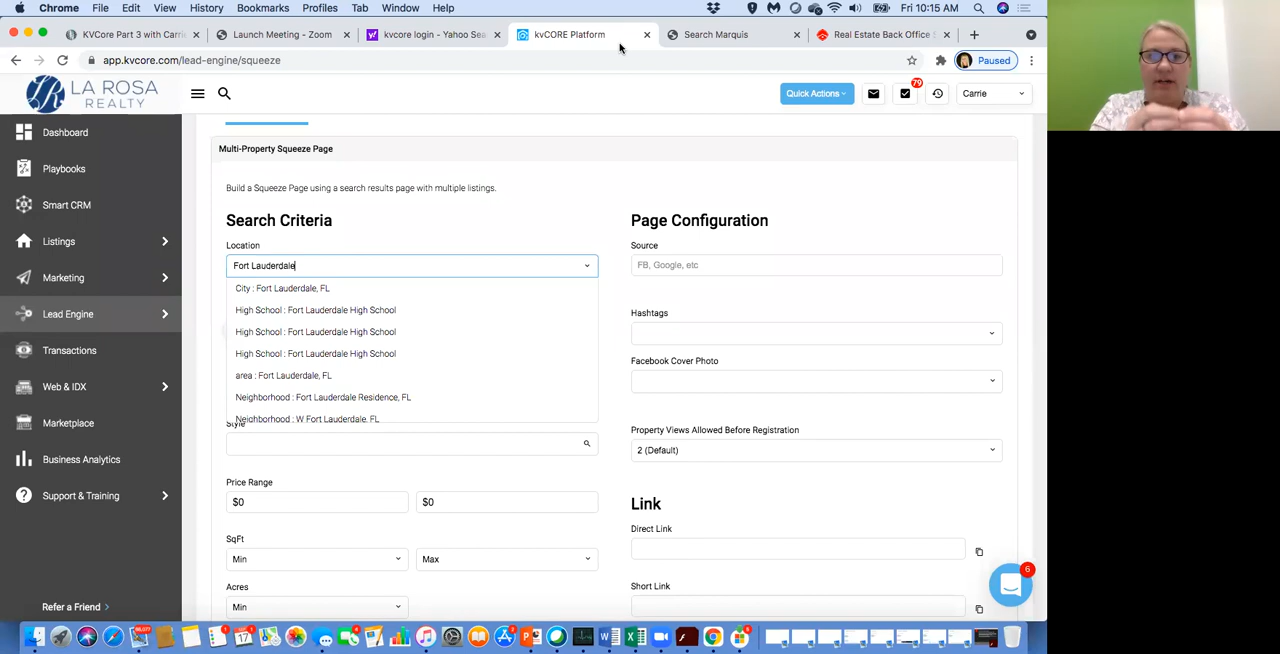 Chrome File Edit View History Bookmarks Profiles Tab Window Help Fri 10:15 AM
KVCore Part 3 with Carri Launch Meeting - Zoom kvcore login - Yahoo Sea kvCORE Platform Search Marquis Real Estate Back Office S
app.kvcore.com/lead-engine/squeeze Paused
LA ROSA
REALTY
Quick Actions 79 Carrie
Dashboard
Playbooks
Smart CRM
Listings
Marketing
Lead Engine
Transactions
Web & IDX
Marketplace
Business Analytics
Support & Training
Refer a Friend
Multi-Property Squeeze Page
Build a Squeeze Page using a search results page with multiple listings.
Search Criteria
Location
Fort Lauderdale
City : Fort Lauderdale, FL
High School : Fort Lauderdale High School
High School : Fort Lauderdale High School
High School : Fort Lauderdale High School
area : Fort Lauderdale, FL
Neighborhood : Fort Lauderdale Residence, FL
Neighborhood : W Fort Lauderdale, FL
Style
Price Range
$0 $0
SqFt
Min Max
Acres
Min
Page Configuration
Source
FB, Google, etc
Hashtags
Facebook Cover Photo
Property Views Allowed Before Registration
2 (Default)
Link
Direct Link
Short Link
6